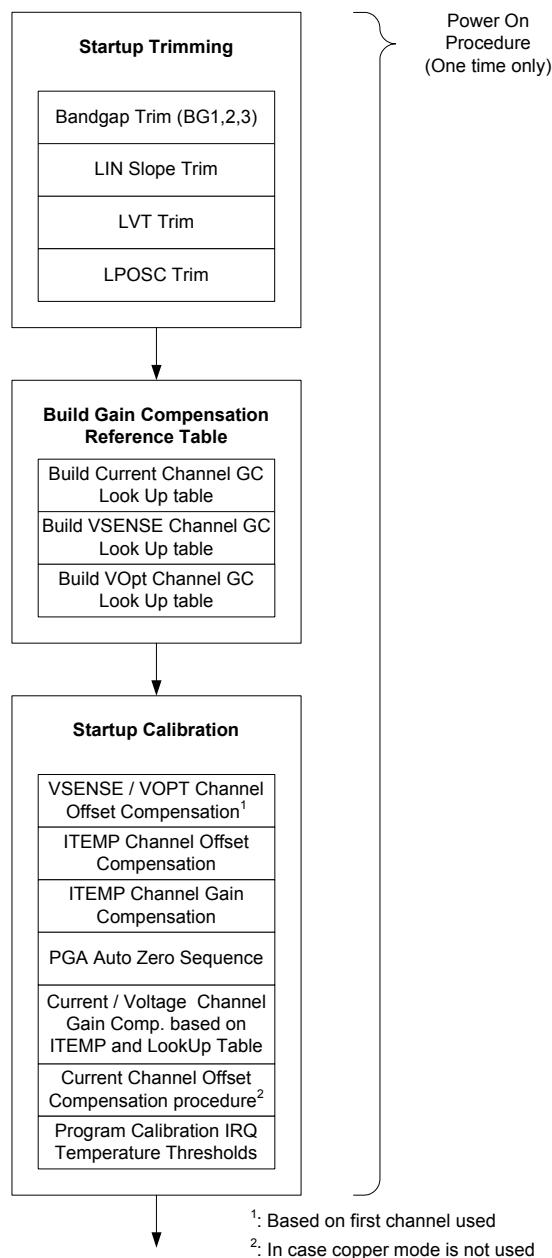 Startup Trimming
Bandgap Trim (BG1,2,3)
LIN Slope Trim
LVT Trim
LPOSC Trim
Power On
Procedure
(One time only)
Build Gain Compensation
Reference Table
Build Current Channel GC
Look Up table
Build VSENSE Channel GC
Look Up table
Build VOpt Channel GC
Look Up table
Startup Calibration
VSENSE / VOPT Channel
Offset Compensation¹
ITEMP Channel Offset
Compensation
ITEMP Channel Gain
Compensation
PGA Auto Zero Sequence
Current / Voltage Channel
Gain Comp. based on
ITEMP and LookUp Table
Current Channel Offset
Compensation procedure²
Program Calibration IRQ
Temperature Thresholds
¹: Based on first channel used
²: In case copper mode is not used